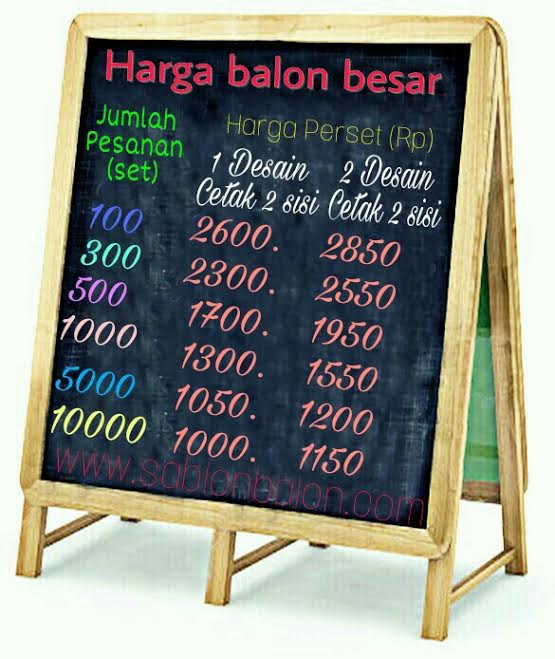 Harga balon besar
Jumlah Pesanan (set)
Harga Perset (Rp)
1 Desain Cetak 2 sisi
2 Desain Cetak 2 sisi
100 2600. 2850
300 2300. 2550
500 1700. 1950
1000 1300. 1550
5000 1050. 1200
10000 1000. 1150
www.sablonbalon.com